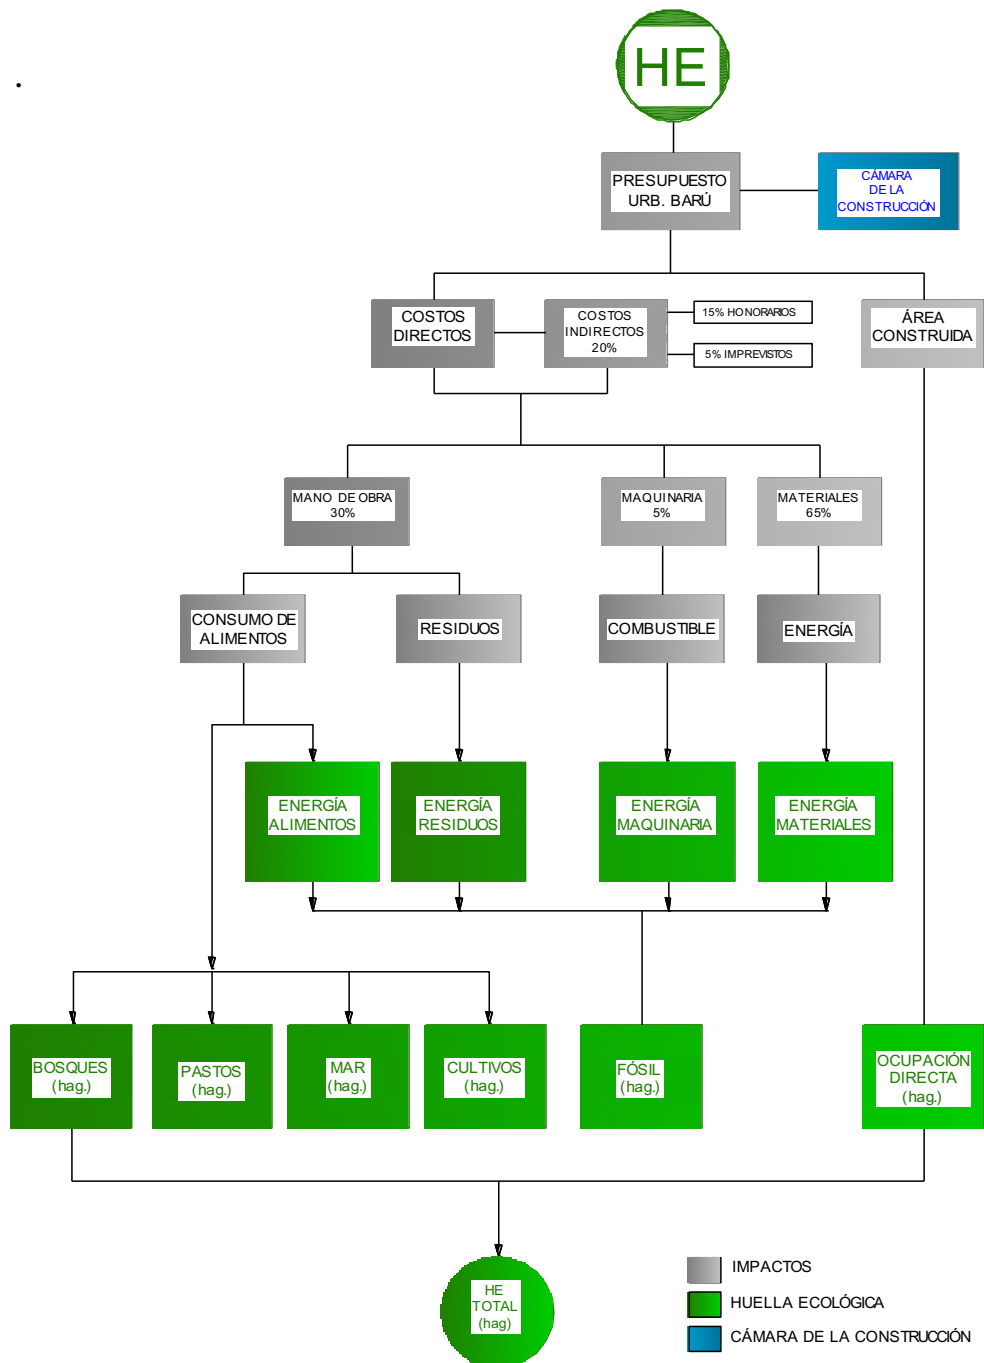 HE
PRESUPUESTO
URB. BARÚ
CÁMARA
DE LA
CONSTRUCCIÓN
COSTOS
DIRECTOS
COSTOS
INDIRECTOS
20%
15% HONORARIOS
5% IMPREVISTOS
ÁREA
CONSTRUIDA
MANO DE OBRA
30%
MAQUINARIA
5%
MATERIALES
65%
CONSUMO DE
ALIMENTOS
RESIDUOS
COMBUSTIBLE
ENERGÍA
ENERGÍA
ALIMENTOS
ENERGÍA
RESIDUOS
ENERGÍA
MAQUINARIA
ENERGÍA
MATERIALES
BOSQUES
(hag.)
PASTOS
(hag.)
MAR
(hag.)
CULTIVOS
(hag.)
FÓSIL
(hag.)
OCUPACIÓN
DIRECTA
(hag.)
HE
TOTAL
(hag)
IMPACTOS
HUELLA ECOLÓGICA
CÁMARA DE LA CONSTRUCCIÓN